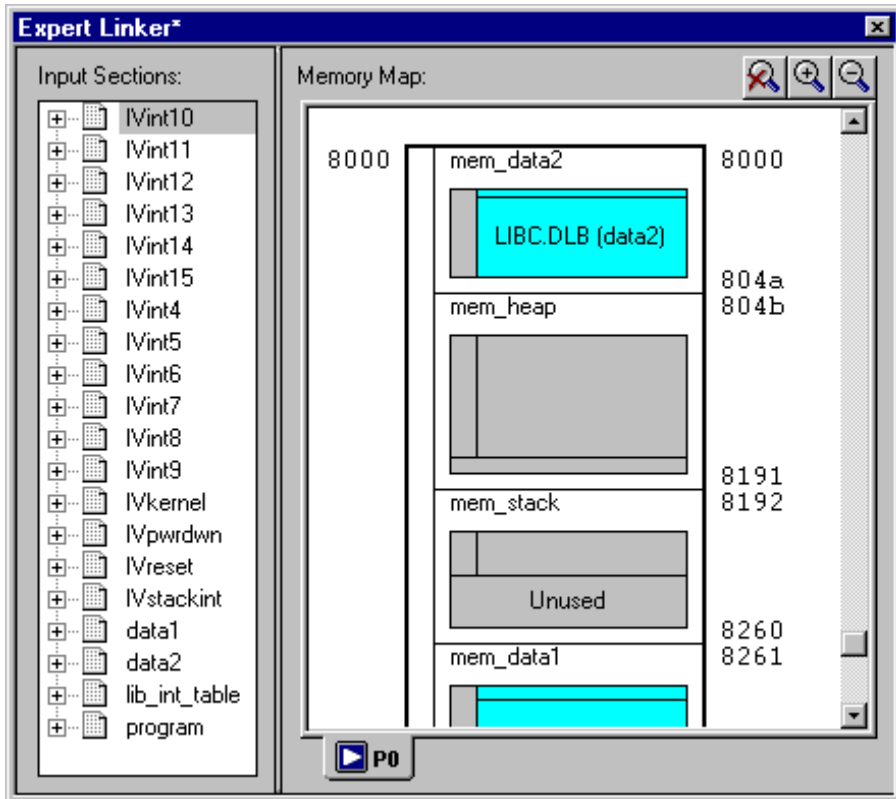 Expert Linker*
Input Sections:
IVint10
IVint11
IVint12
IVint13
IVint14
IVint15
IVint4
IVint5
IVint6
IVint7
IVint8
IVint9
IVkernel
IVpwrdwn
IVreset
IVstackint
data1
data2
lib_int_table
program
Memory Map:
8000 mem_data2 8000
LIBC.DLB (data2)
804a
mem_heap 804b
8191
mem_stack 8192
Unused
8260
mem_data1 8261
P0